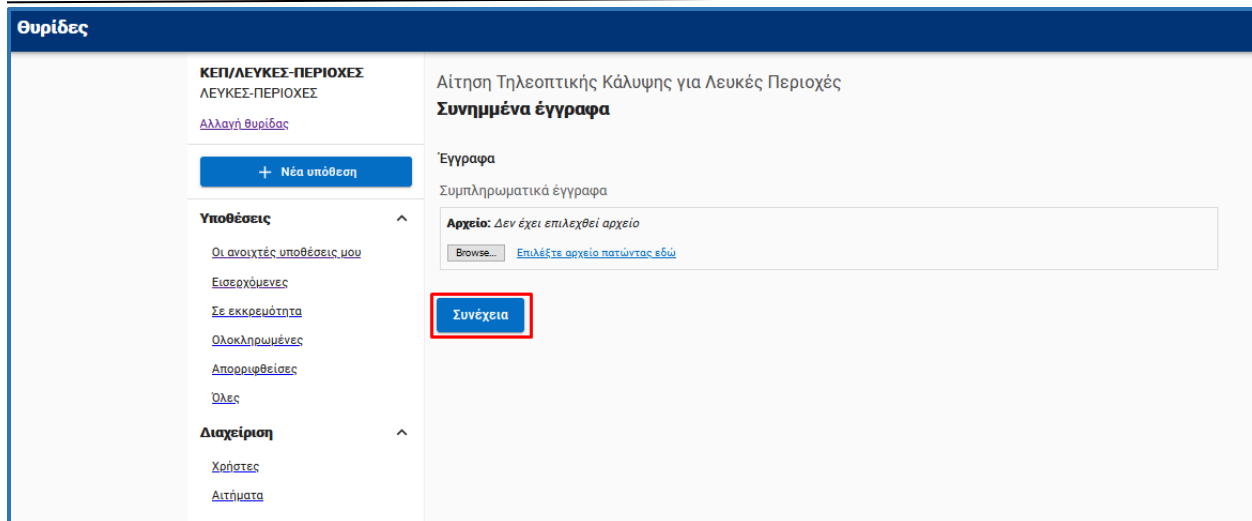 Θυρίδες
ΚΕΠ/ΛΕΥΚΕΣ-ΠΕΡΙΟΧΕΣ
ΛΕΥΚΕΣ-ΠΕΡΙΟΧΕΣ
Αλλαγή θυρίδας
+ Νέα υπόθεση
Υποθέσεις
Οι ανοιχτές υποθέσεις μου
Εισερχόμενες
Σε εκκρεμότητα
Ολοκληρωμένες
Απορριφθείσες
Όλες
Διαχείριση
Χρήστες
Αιτήματα
Αίτηση Τηλεοπτικής Κάλυψης για Λευκές Περιοχές
Συνημμένα έγγραφα
Έγγραφα
Συμπληρωματικά έγγραφα
Αρχείο: Δεν έχει επιλεχθεί αρχείο
Browse... Επιλέξτε αρχείο πατώντας εδώ
Συνέχεια